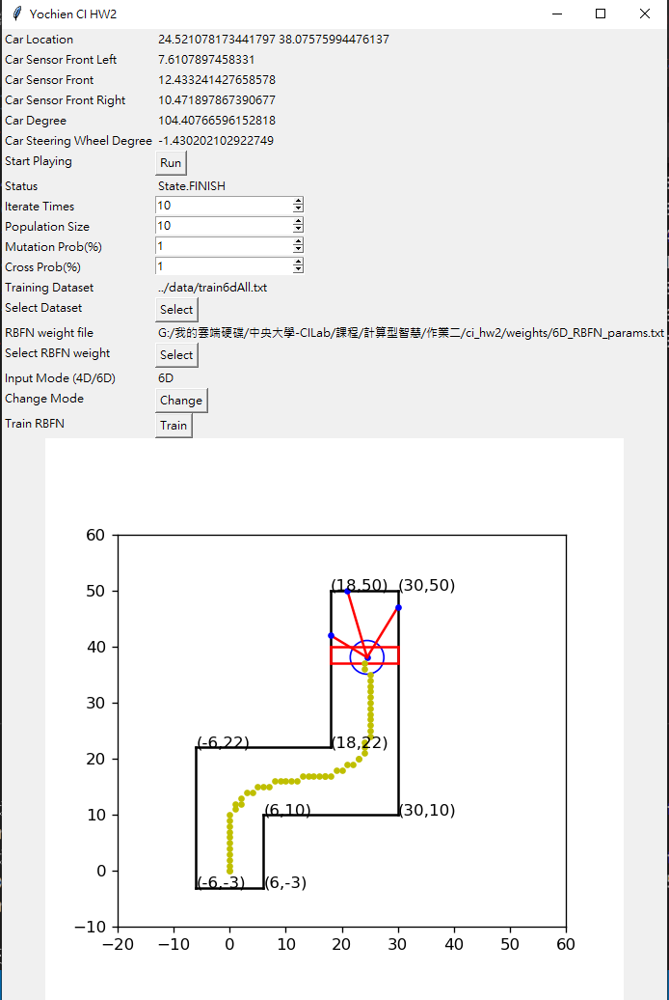 Yochien CI HW2
Car Location 24.521078173441797 38.07575994476137
Car Sensor Front Left 7.6107897458331
Car Sensor Front 12.433241427658578
Car Sensor Front Right 10.471897867390677
Car Degree 104.40766596152818
Car Steering Wheel Degree -1.430202102922749
Start Playing Run
Status State.FINISH
Iterate Times 10
Population Size 10
Mutation Prob(%) 1
Cross Prob(%) 1
Training Dataset ../data/train6dAll.txt
Select Dataset Select
RBFN weight file G:/我的雲端硬碟/中央大學-CILab/課程/計算型智慧/作業二/ci_hw2/weights/6D_RBFN_params.txt
Select RBFN weight Select
Input Mode (4D/6D) 6D
Change Mode Change
Train RBFN Train
60
50 (18,50) (30,50)
40
30
20 (-6,22) (18,22)
10 (6,10) (30,10)
0 (-6,-3) (6,-3)
−10
−20 −10 0 10 20 30 40 50 60